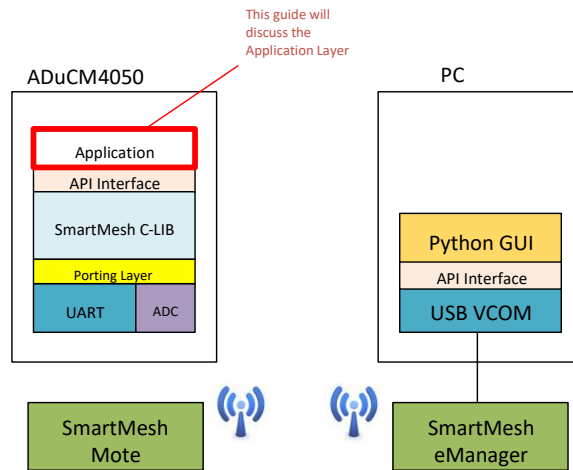 This guide will
discuss the
Application Layer
ADuCM4050
PC
Application
API Interface
SmartMesh C-LIB
Porting Layer
UART
ADC
Python GUI
API Interface
USB VCOM
SmartMesh
Mote
SmartMesh
eManager